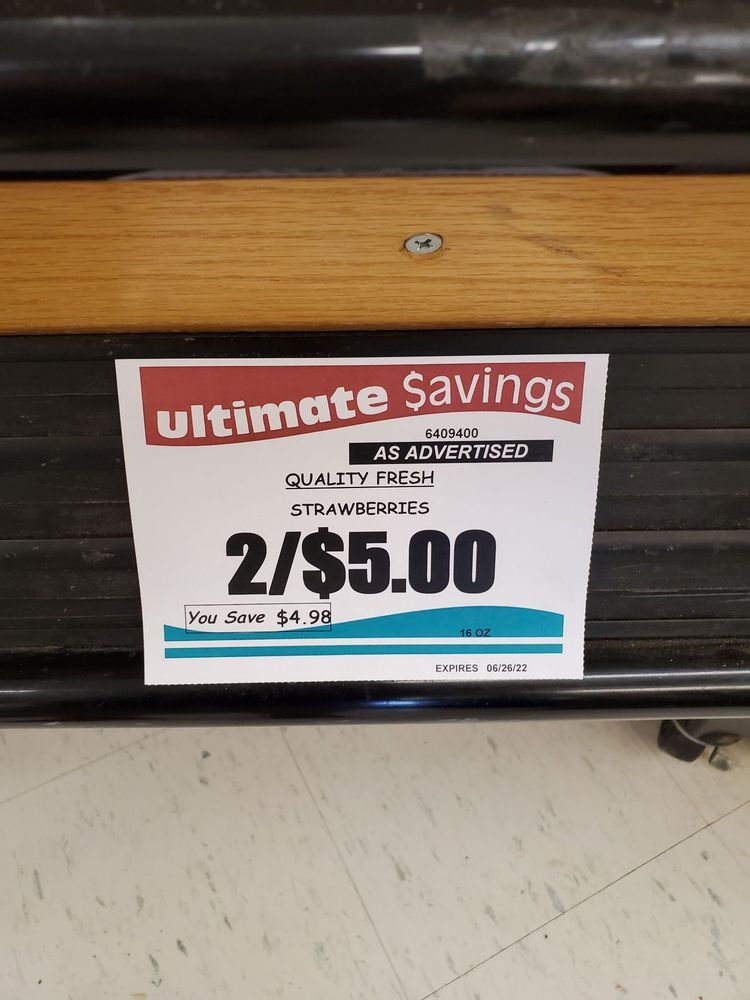 ultimate $avings
6409400
AS ADVERTISED
QUALITY FRESH
STRAWBERRIES
2/$5.00
You Save $4.98
16 OZ
EXPIRES 06/26/22